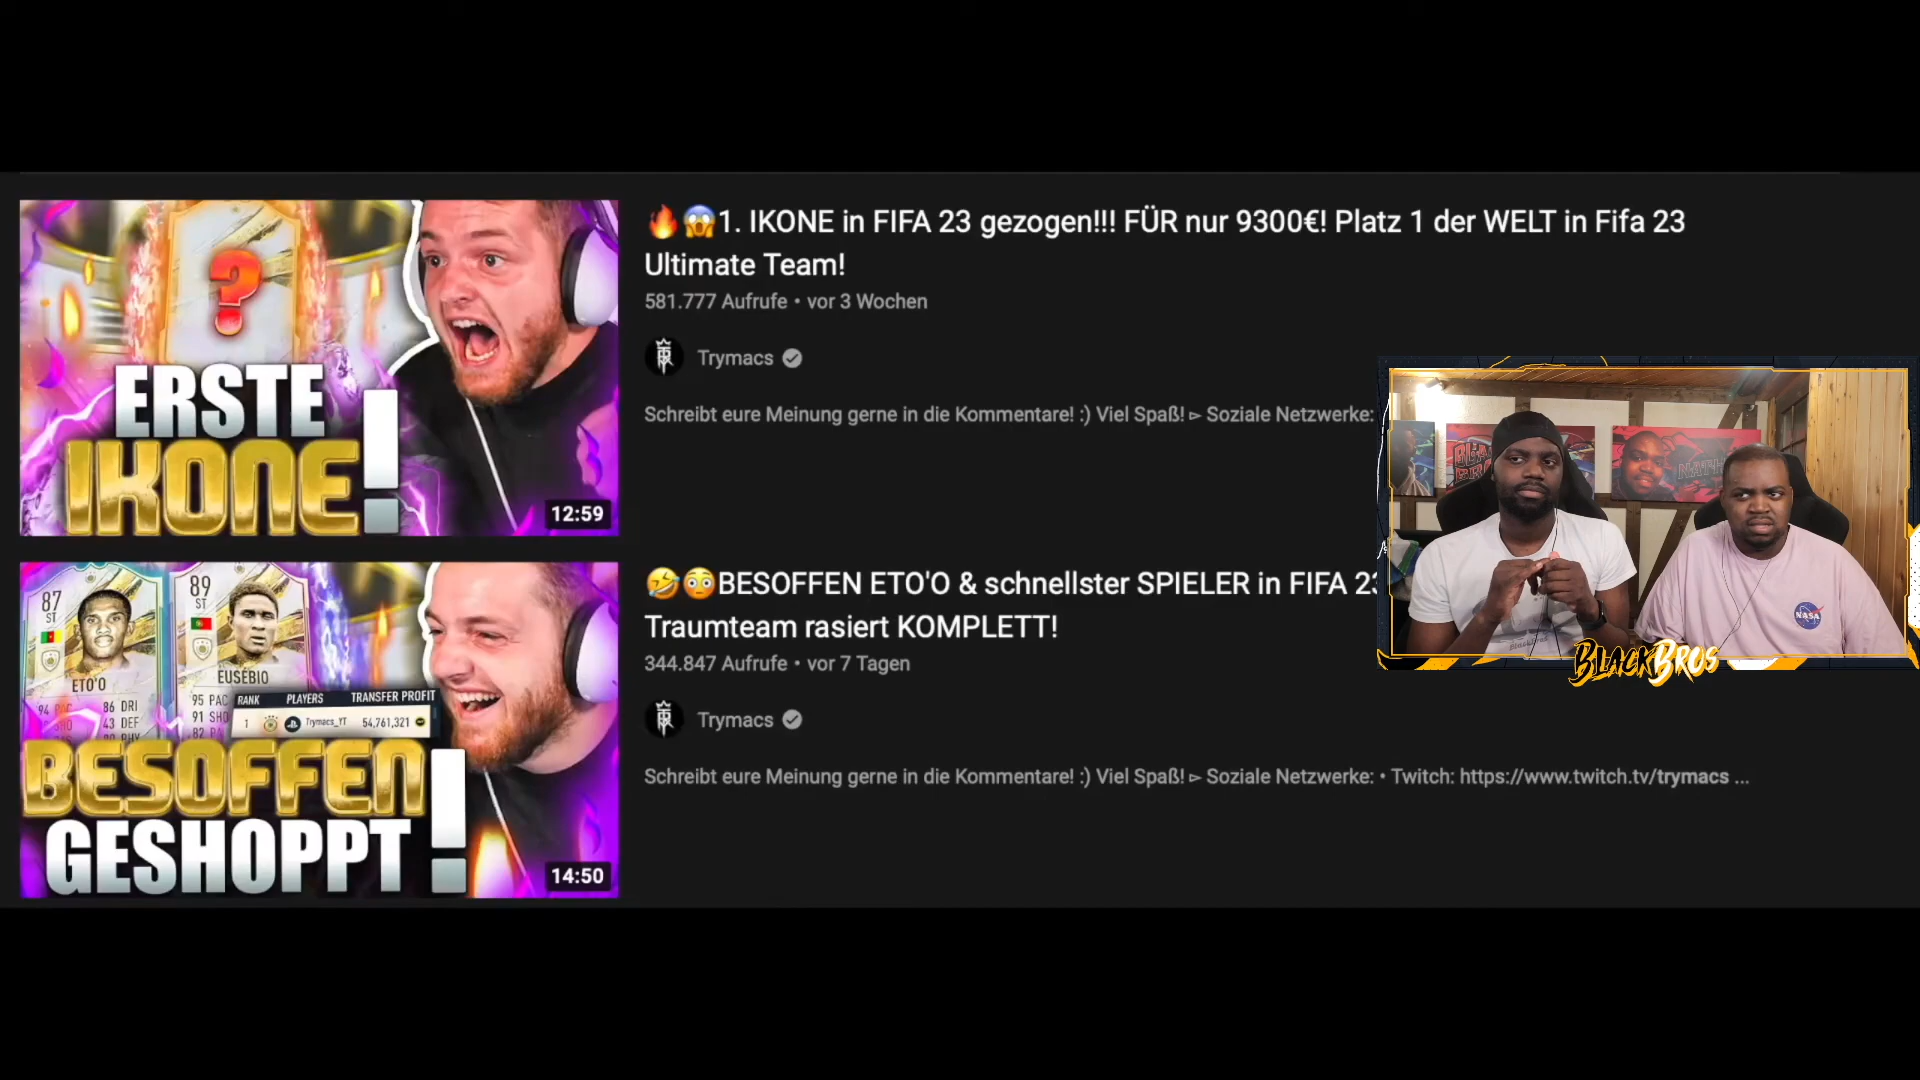 🔥😱1. IKONE in FIFA 23 gezogen!!! FÜR nur 9300€! Platz 1 der WELT in Fifa 23
Ultimate Team!
581.777 Aufrufe • vor 3 Wochen
Trymacs
Schreibt eure Meinung gerne in die Kommentare! :) Viel Spaß! ▻ Soziale Netzwerke:
?
ERSTE
IKONE!
12:59
🤣😳BESOFFEN ETO'O & schnellster SPIELER in FIFA 23
Traumteam rasiert KOMPLETT!
344.847 Aufrufe • vor 7 Tagen
Trymacs
Schreibt eure Meinung gerne in die Kommentare! :) Viel Spaß! ▻ Soziale Netzwerke: • Twitch: https://www.twitch.tv/trymacs ...
87
ST
ETO'O
86 DRI
43 DEF
89
ST
EUSÉBIO
95 PAC
91 SHO
RANK PLAYERS TRANSFER PROFIT
1 Trymacs_YT 54,761,321
BESOFFEN
GESHOPPT!
14:50
NASA
BLACKBROS